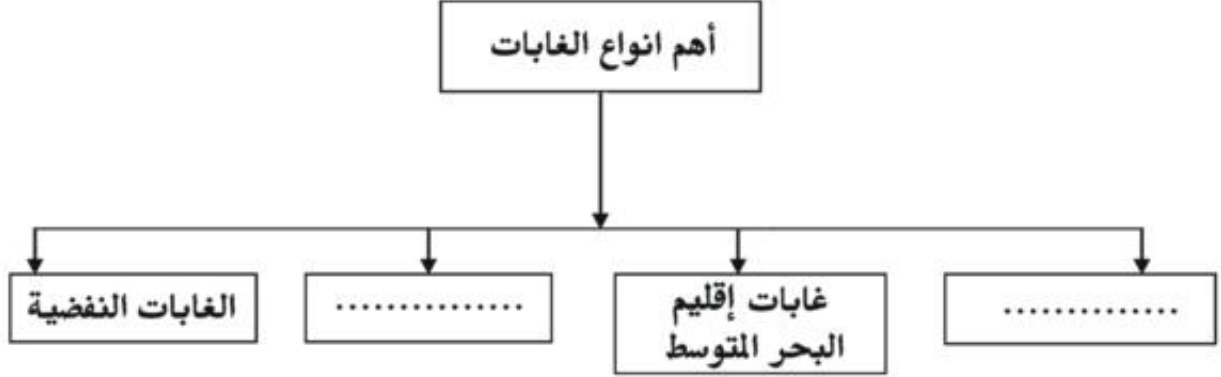 أهم انواع الغابات
..............
غابات إقليم
البحر المتوسط
...............
الغابات النفضية